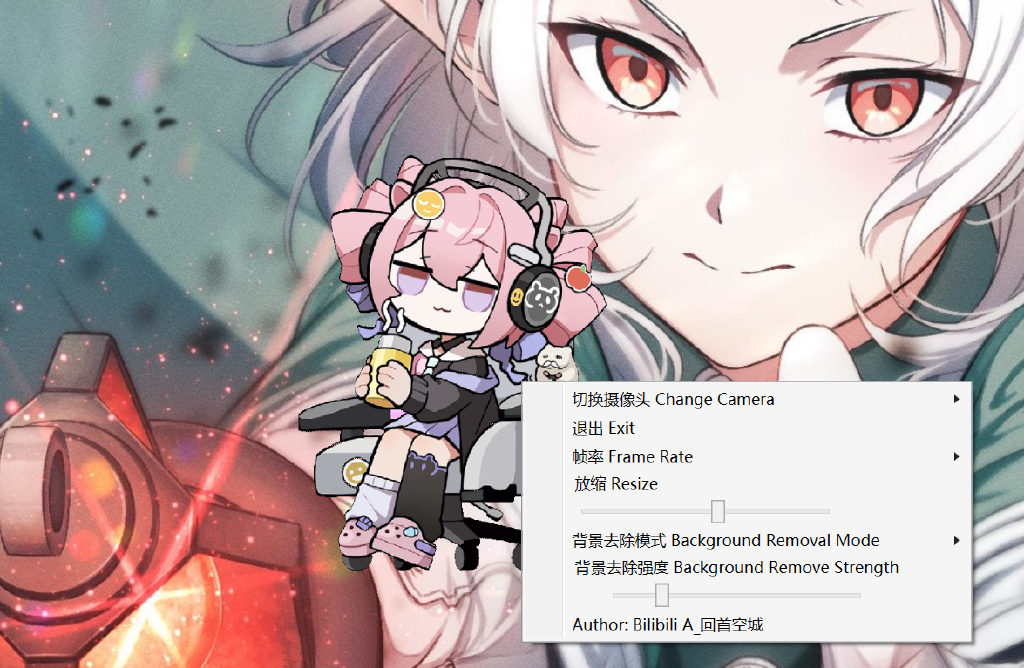 切换摄像头 Change Camera
退出 Exit
帧率 Frame Rate
放缩 Resize
背景去除模式 Background Removal Mode
背景去除强度 Background Remove Strength
Author: Bilibili A_回首空城